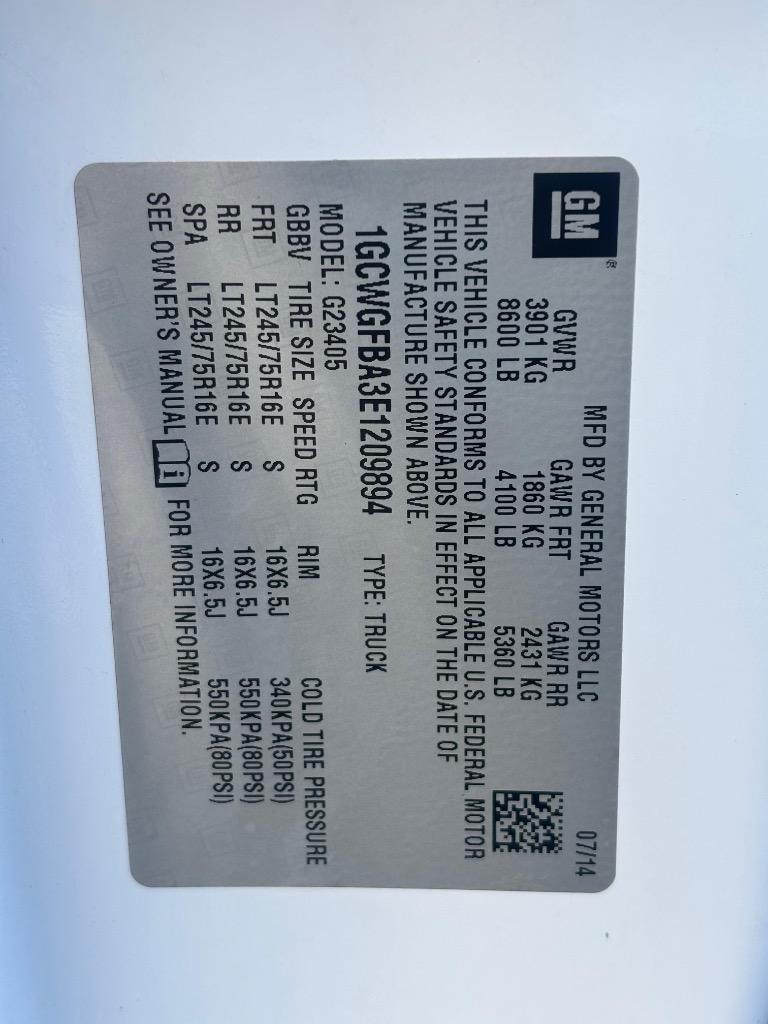 GM®
MFD BY GENERAL MOTORS LLC 07/14
GVWR GAWR FRT GAWR RR
3901 KG 1860 KG 2431 KG
8600 LB 4100 LB 5360 LB
THIS VEHICLE CONFORMS TO ALL APPLICABLE U.S. FEDERAL MOTOR
VEHICLE SAFETY STANDARDS IN EFFECT ON THE DATE OF
MANUFACTURE SHOWN ABOVE.
1GCWGFBA3E1209894 TYPE: TRUCK
MODEL: G23405
GBBV TIRE SIZE SPEED RTG RIM COLD TIRE PRESSURE
FRT LT245/75R16E S 16X6.5J 340KPA(50PSI)
RR LT245/75R16E S 16X6.5J 550KPA(80PSI)
SPA LT245/75R16E S 16X6.5J 550KPA(80PSI)
SEE OWNER'S MANUAL i FOR MORE INFORMATION.